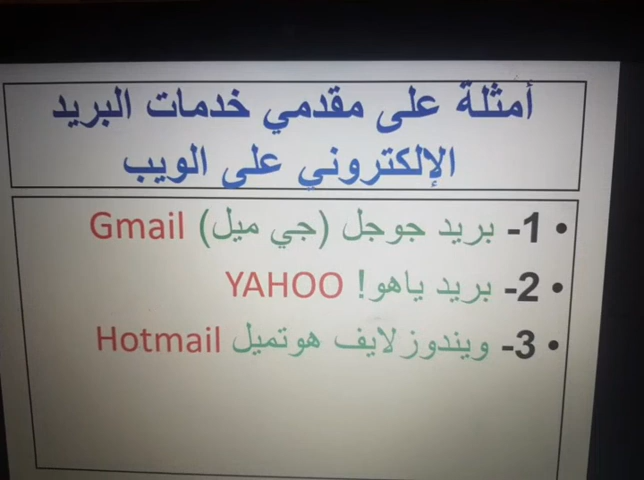 أمثلة على مقدمي خدمات البريد
الإلكتروني على الويب
• 1- بريد جوجل (جي ميل) Gmail
• 2- بريد ياهو! YAHOO
• 3- ويندوز لايف هوتميل Hotmail